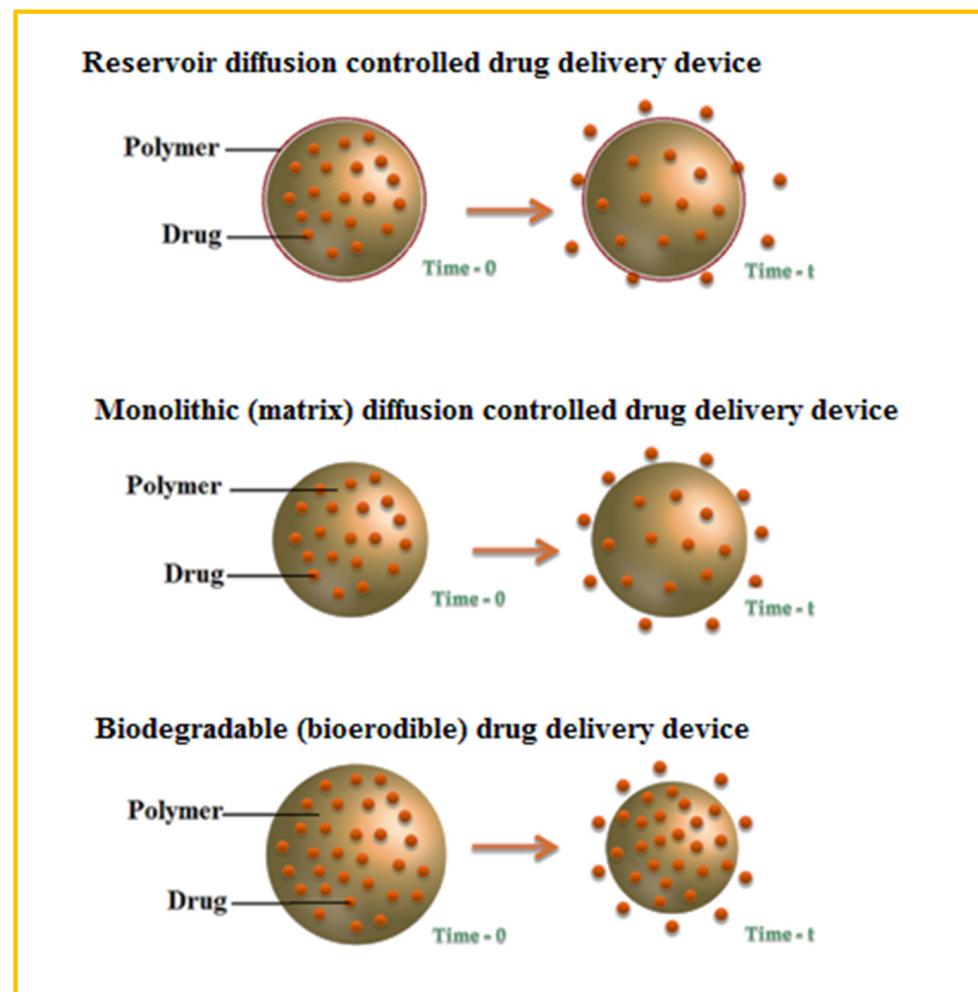 Reservoir diffusion controlled drug delivery device
Polymer
Drug
Time - 0
Time - t
Monolithic (matrix) diffusion controlled drug delivery device
Polymer
Drug
Time - 0
Time - t
Biodegradable (bioerodible) drug delivery device
Polymer
Drug
Time - 0
Time - t